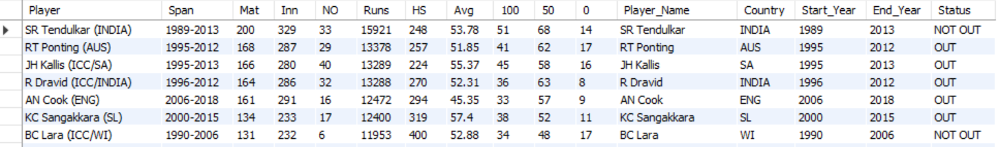 Player Span Mat Inn NO Runs HS Avg 100 50 0 Player_Name Country Start_Year End_Year Status
SR Tendulkar (INDIA) 1989-2013 200 329 33 15921 248 53.78 51 68 14 SR Tendulkar INDIA 1989 2013 NOT OUT
RT Ponting (AUS) 1995-2012 168 287 29 13378 257 51.85 41 62 17 RT Ponting AUS 1995 2012 OUT
JH Kallis (ICC/SA) 1995-2013 166 280 40 13289 224 55.37 45 58 16 JH Kallis SA 1995 2013 OUT
R Dravid (ICC/INDIA) 1996-2012 164 286 32 13288 270 52.31 36 63 8 R Dravid INDIA 1996 2012 OUT
AN Cook (ENG) 2006-2018 161 291 16 12472 294 45.35 33 57 9 AN Cook ENG 2006 2018 OUT
KC Sangakkara (SL) 2000-2015 134 233 17 12400 319 57.4 38 52 11 KC Sangakkara SL 2000 2015 OUT
BC Lara (ICC/WI) 1990-2006 131 232 6 11953 400 52.88 34 48 17 BC Lara WI 1990 2006 NOT OUT